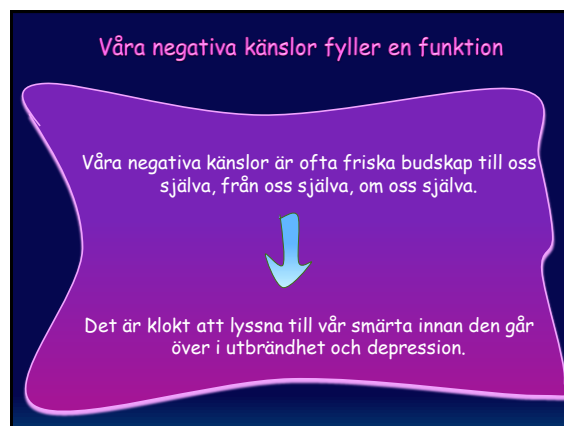 Våra negativa känslor fyller en funktion
Våra negativa känslor är ofta friska budskap till oss
själva, från oss själva, om oss själva.
Det är klokt att lyssna till vår smärta innan den går
över i utbrändhet och depression.